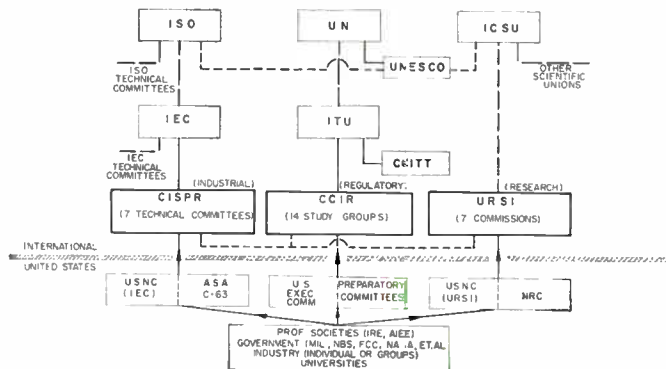 ISO
UN
ICSU
UNESCO
ISO
TECHNICAL
COMMITTEES
OTHER
SCIENTIFIC
UNIONS
IEC
ITU
IEC
TECHNICAL
COMMITTEES
(INDUSTRIAL)
CISPR
(7 TECHNICAL COMMITTEES)
(REGULATORY)
CCIR
(14 STUDY GROUPS)
(RESEARCH)
URSI
(7 COMMISSIONS)
INTERNATIONAL
UNITED STATES
USNC
(IEC)
ASA
C-63
U S
EXEC
COMM
PREPARATORY
COMMITTEES
USNC
(URSI)
NRC
PROF SOCIETIES (IRE, AIEE)
GOVERNMENT (MIL, NBS, FCC, ET AL
INDUSTRY (INDIVIDUAL OR GROUPS)
UNIVERSITIES